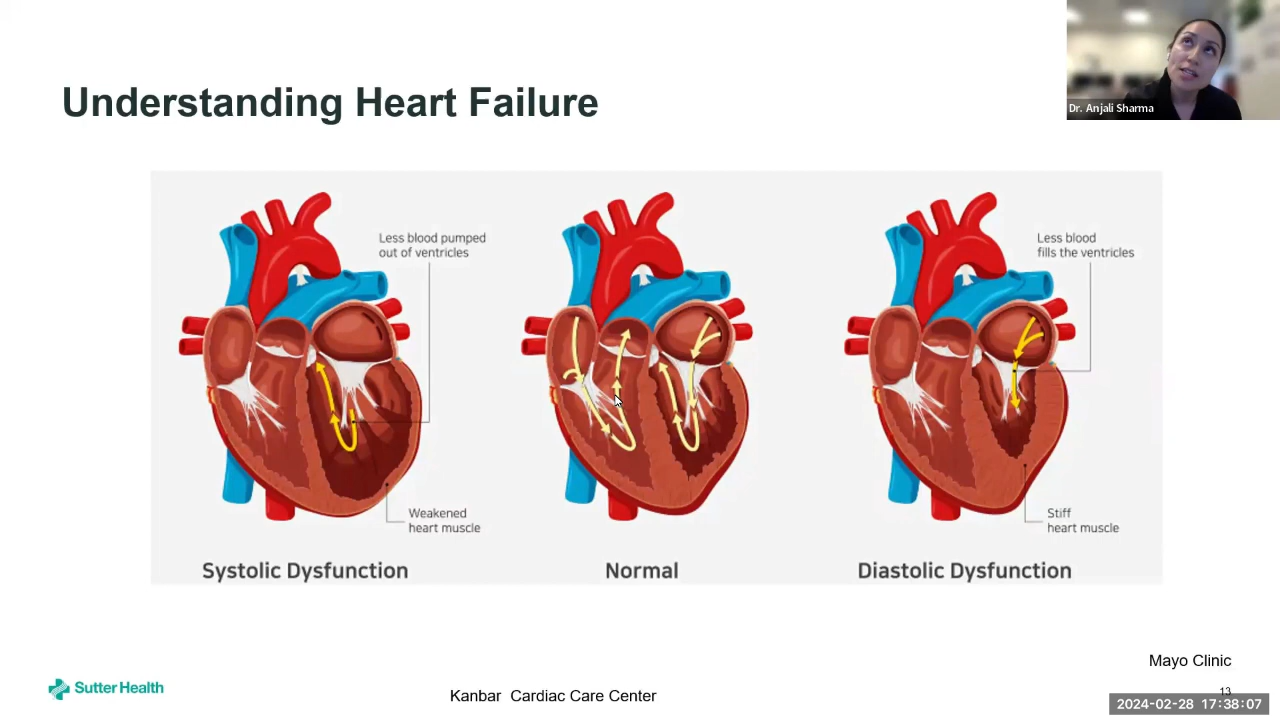 Understanding Heart Failure
Dr. Anjali Sharma
Less blood pumped
out of ventricles
Weakened
heart muscle
Less blood
fills the ventricles
Stiff
heart muscle
Systolic Dysfunction
Normal
Diastolic Dysfunction
Mayo Clinic
Sutter Health
Kanbar Cardiac Care Center
13
2024-02-28 17:38:07